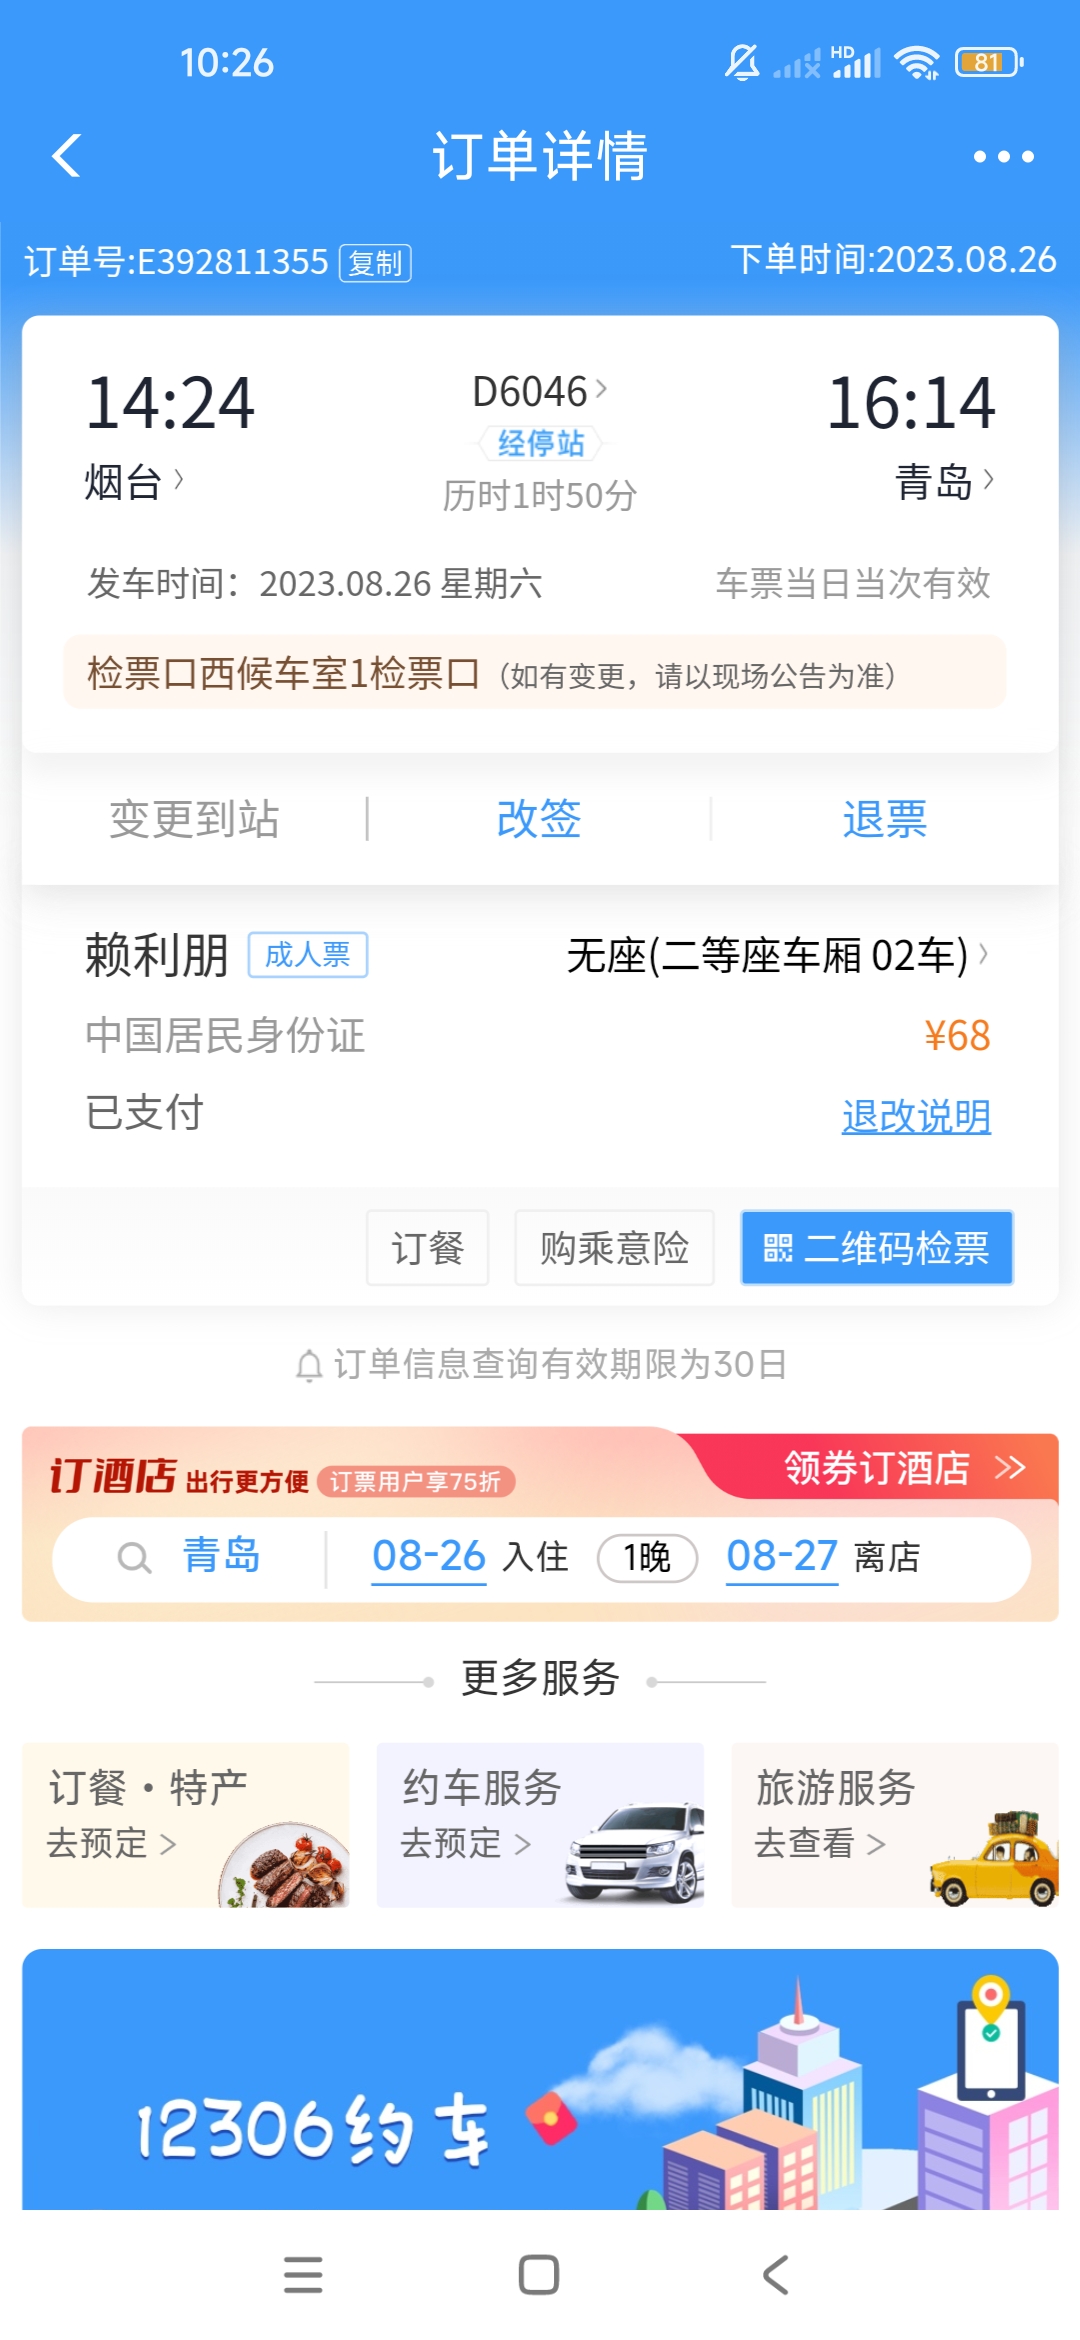 10:26
HD
81
订单详情
订单号:E392811355 复制 下单时间:2023.08.26
14:24 D6046 16:14
经停站
烟台 历时1时50分 青岛
发车时间：2023.08.26 星期六 车票当日当次有效
检票口西候车室1检票口（如有变更，请以现场公告为准）
变更到站 改签 退票
赖利朋 成人票 无座(二等座车厢 02车)
中国居民身份证 ¥68
已支付 退改说明
订餐 购乘意险 二维码检票
订单信息查询有效期限为30日
订酒店 出行更方便 订票用户享75折 领券订酒店
青岛 08-26 入住 1晚 08-27 离店
更多服务
订餐·特产 约车服务 旅游服务
去预定 去预定 去查看
12306约车